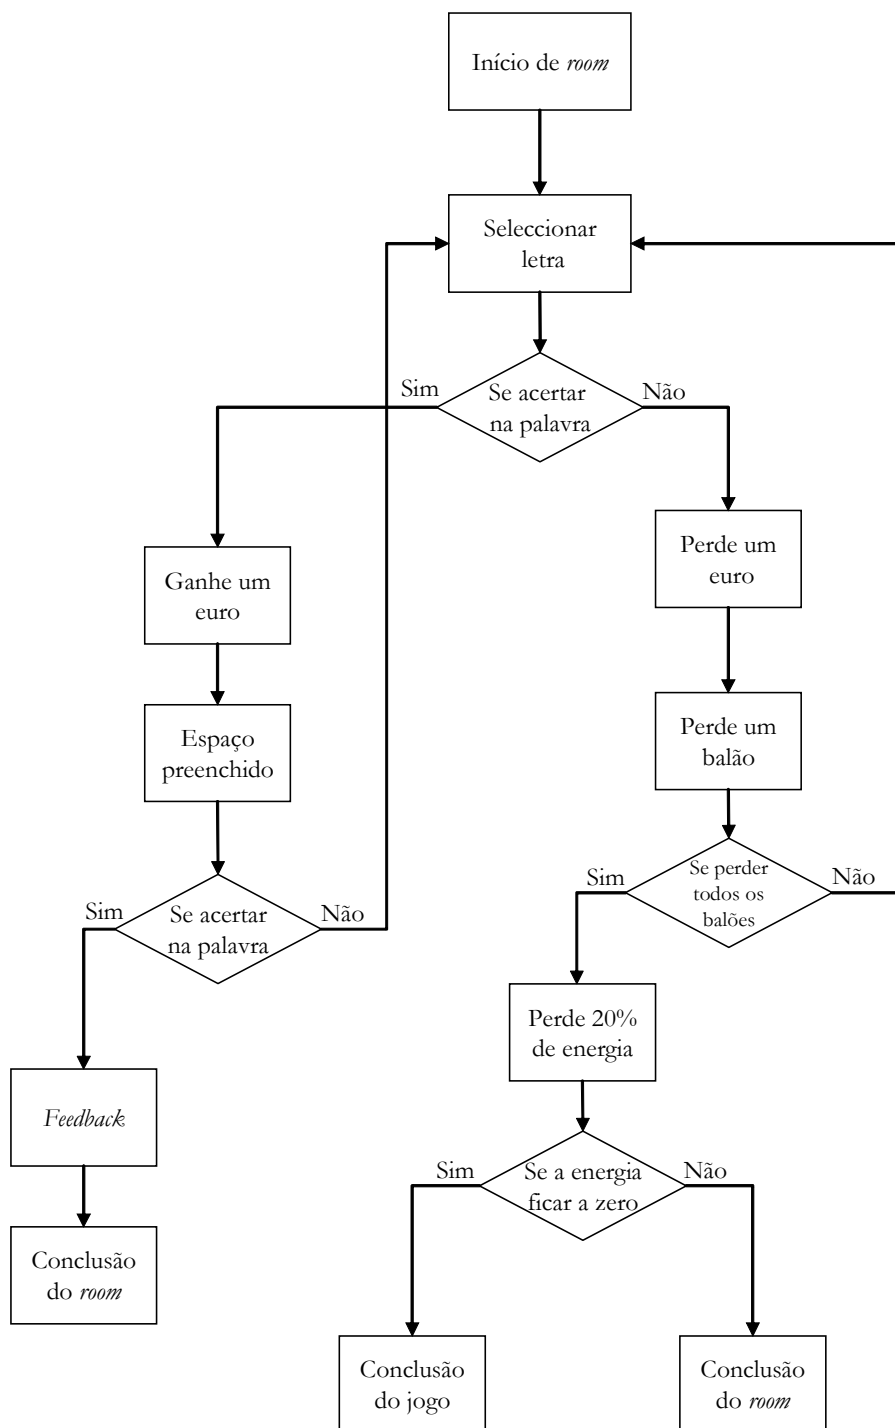 Início de room
Seleccionar
letra
Sim
Se acertar
na palavra
Não
Ganhe um
euro
Perde um
euro
Espaço
preenchido
Perde um
balão
Sim
Se acertar
na palavra
Não
Sim
Se perder
todos os
balões
Não
Perde 20%
de energia
Feedback
Sim
Se a energia
ficar a zero
Não
Conclusão
do room
Conclusão
do jogo
Conclusão
do room